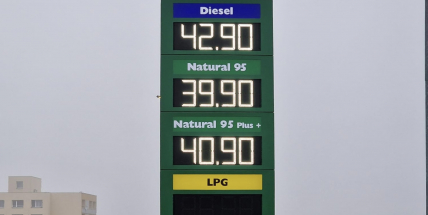 Diesel
42.90
Natural 95
39.90
Natural 95 Plus +
40.90
LPG